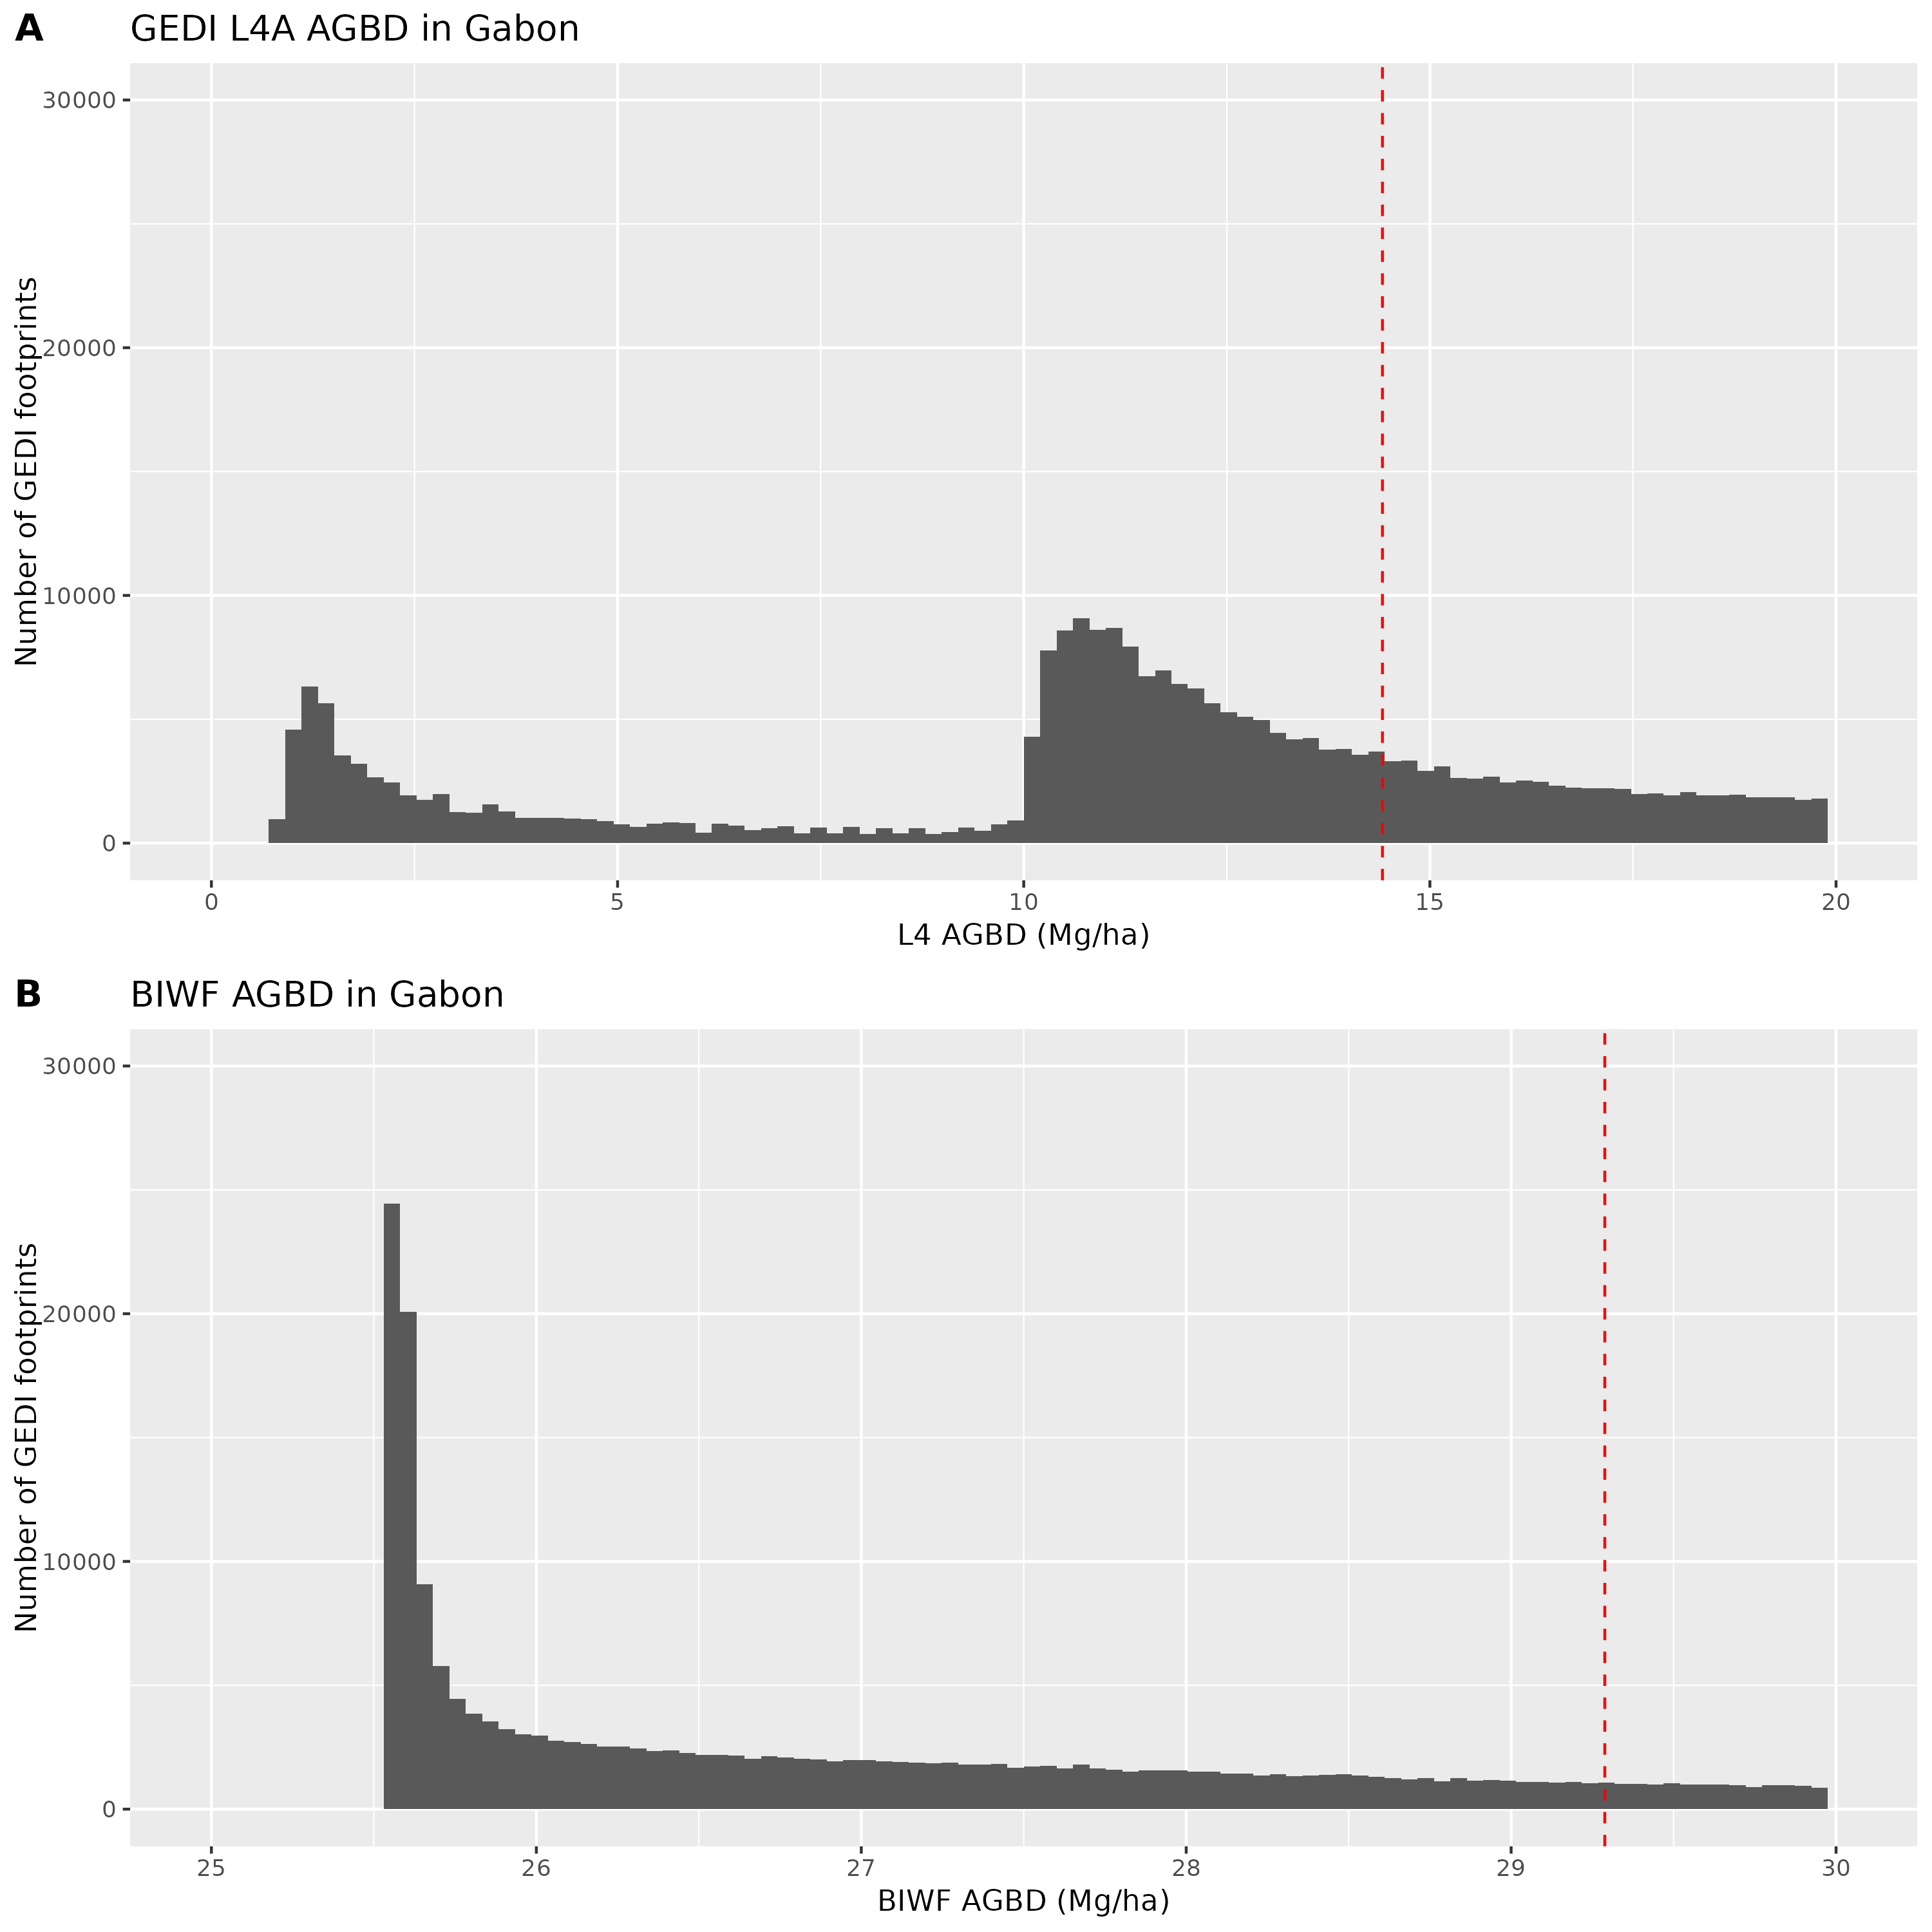 A GEDI L4A AGBD in Gabon
Number of GEDI footprints
30000
20000
10000
0
0 5 10 15 20
L4 AGBD (Mg/ha)
B BIWF AGBD in Gabon
Number of GEDI footprints
30000
20000
10000
0
25 26 27 28 29 30
BIWF AGBD (Mg/ha)